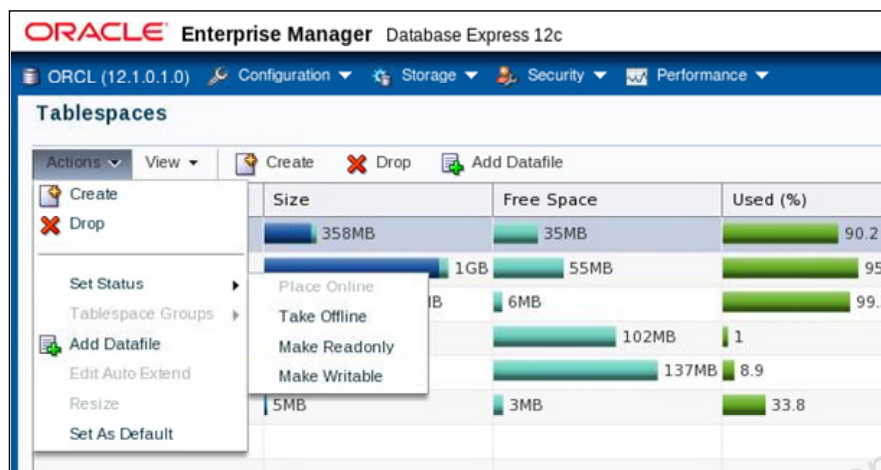 ORACLE Enterprise Manager Database Express 12c
ORCL (12.1.0.1.0) Configuration Storage Security Performance
Tablespaces
Actions View Create Drop Add Datafile
Create
Drop
Set Status
Tablespace Groups
Add Datafile
Edit Auto Extend
Resize
Set As Default
Place Online
Take Offline
Make Readonly
Make Writable
Size Free Space Used (%)
358MB 35MB 90.2
1GB 55MB 95
6MB 99.
102MB 1
137MB 8.9
5MB 3MB 33.8